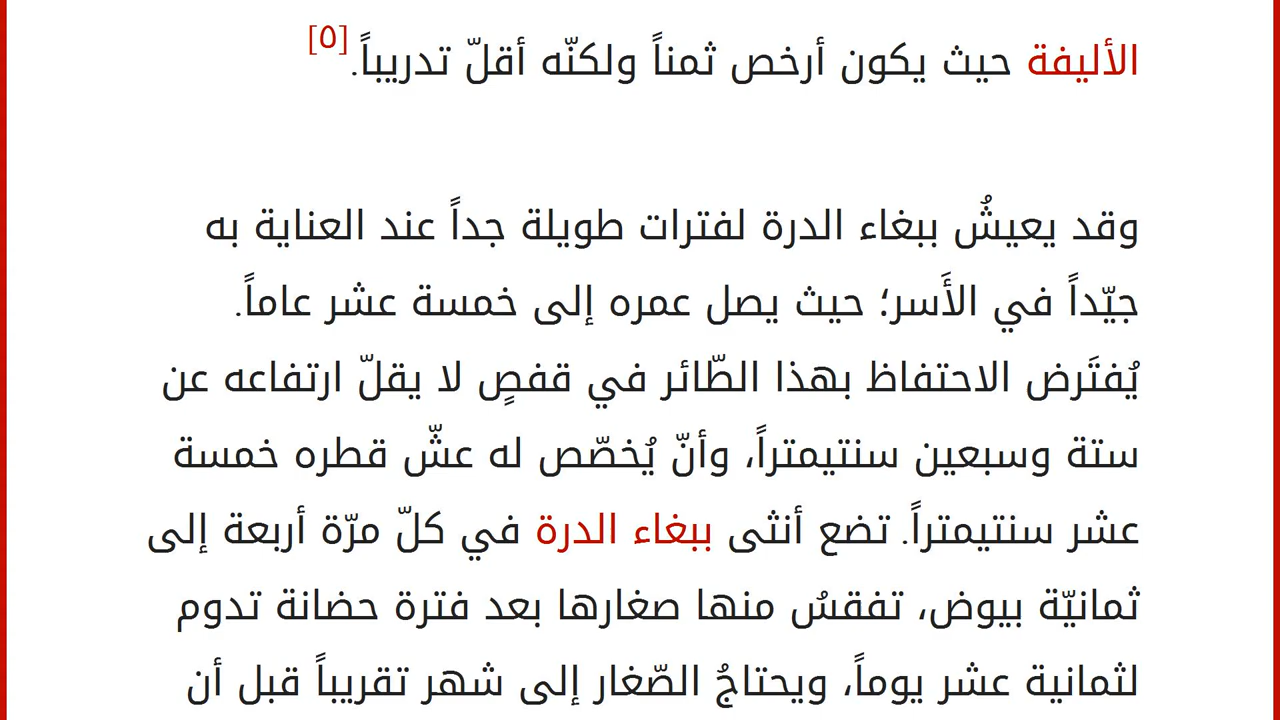 الأليفة حيث يكون أرخص ثمناً ولكنّه أقلّ تدريباً.[٥]
وقد يعيشُ ببغاء الدرة لفترات طويلة جداً عند العناية به
جيّداً في الأَسر؛ حيث يصل عمره إلى خمسة عشر عاماً.
يُفتَرض الاحتفاظ بهذا الطّائر في قفصٍ لا يقلّ ارتفاعه عن
ستة وسبعين سنتيمتراً، وأنّ يُخصّص له عشّ قطره خمسة
عشر سنتيمتراً. تضع أنثى ببغاء الدرة في كلّ مرّة أربعة إلى
ثمانيّة بيوض، تفقسُ منها صغارها بعد فترة حضانة تدوم
لثمانية عشر يوماً، ويحتاجُ الصّغار إلى شهر تقريباً قبل أن